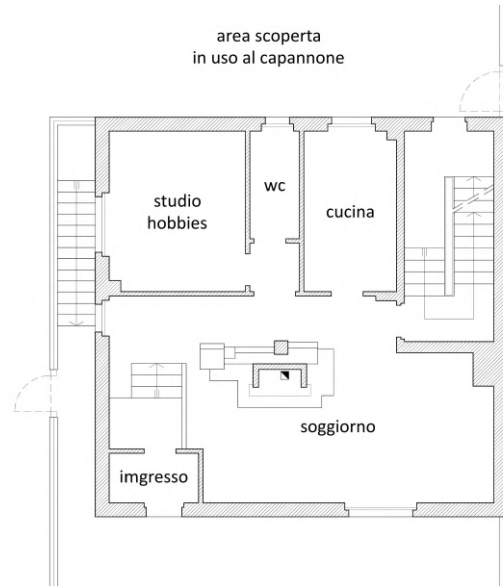 area scoperta
in uso al capannone
studio
hobbies
wc
cucina
soggiorno
imgresso